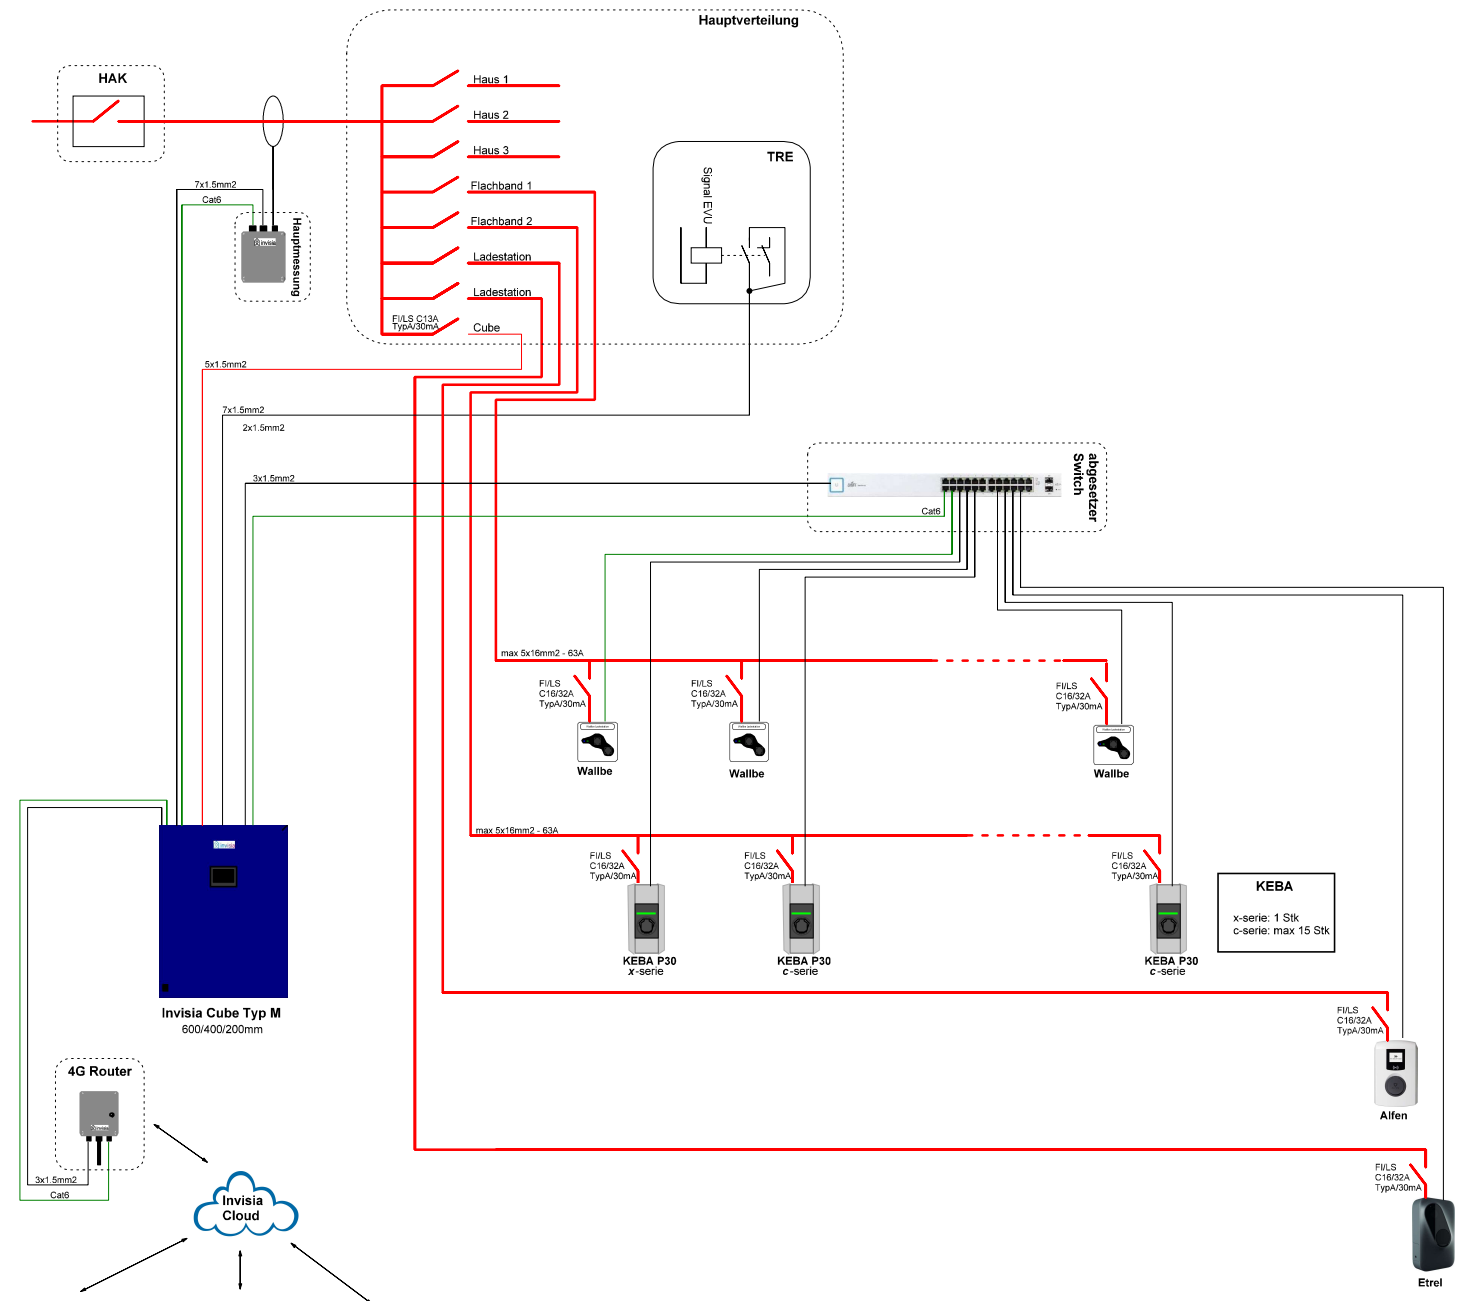 Hauptverteilung
HAK
Haus 1
Haus 2
Haus 3
TRE
Signal EVU
7x1.5mm2
Cat6
Flachband 1
Flachband 2
Hauptmessung
invisia
Ladestation
Ladestation
FI/LS C13A
TypA/30mA
Cube
5x1.5mm2
7x1.5mm2
2x1.5mm2
3x1.5mm2
abgesetzer
Switch
Cat6
max 5x16mm2 - 63A
FI/LS
C16/32A
TypA/30mA
FI/LS
C16/32A
TypA/30mA
FI/LS
C16/32A
TypA/30mA
Wallbe
Wallbe
Wallbe
max 5x16mm2 - 63A
FI/LS
C16/32A
TypA/30mA
FI/LS
C16/32A
TypA/30mA
FI/LS
C16/32A
TypA/30mA
invisia
KEBA
x-serie: 1 Stk
c-serie: max 15 Stk
KEBA P30
x-serie
KEBA P30
c-serie
KEBA P30
c-serie
Invisia Cube Typ M
600/400/200mm
FI/LS
C16/32A
TypA/30mA
Alfen
4G Router
invisia
3x1.5mm2
Cat6
Invisia
Cloud
FI/LS
C16/32A
TypA/30mA
Etrel